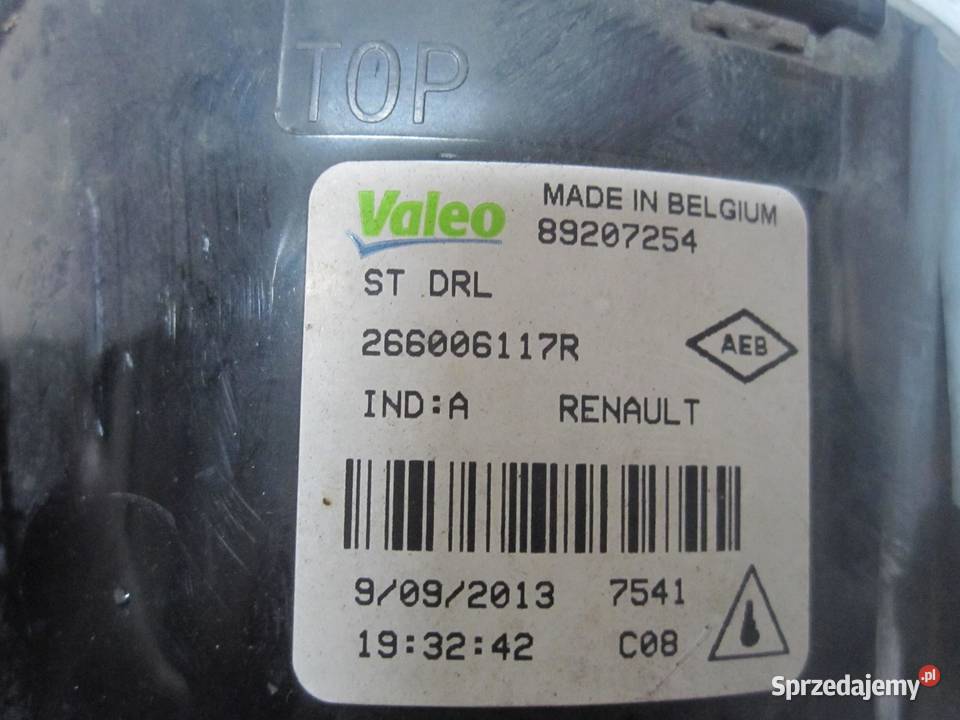 TOP
Valeo MADE IN BELGIUM
89207254
ST DRL
266006117R
AEB
IND:A RENAULT
9/09/2013 7541
19:32:42 C08
Sprzedajemy.pl